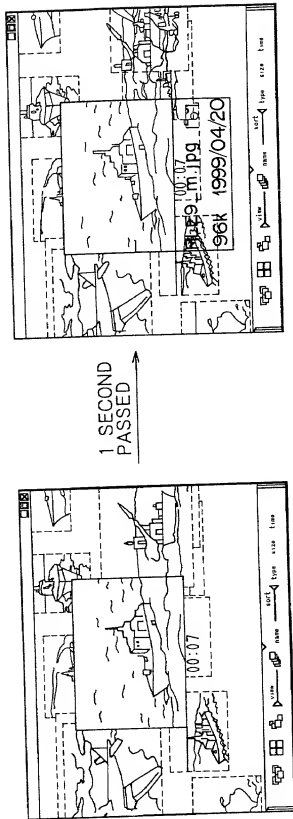 00:07
view
name
sort
type
size
time
1 SECOND
PASSED
00:07
_m.jpg
96k 1999/04/20
view
name
sort
type
size
time